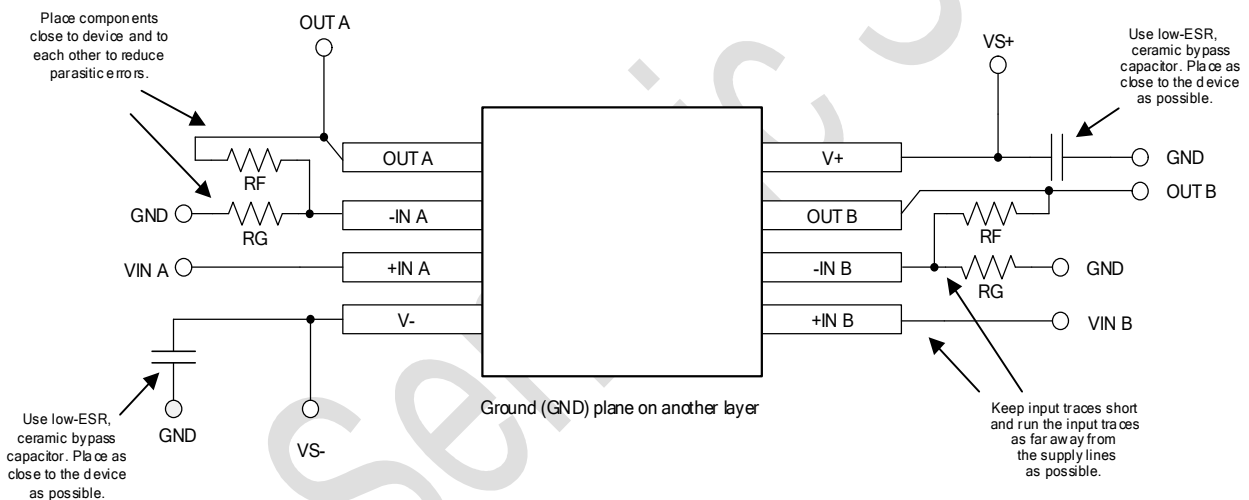 Place components
close to device and to
each other to reduce
parasitic errors.
OUT A
VS+
Use low-ESR,
ceramic bypass
capacitor. Place as
close to the device
as possible.
OUT A
V+
GND
RF
OUT B
GND
-IN A
OUT B
RG
RF
VIN A
+IN A
-IN B
GND
RG
V-
+IN B
VIN B
Ground (GND) plane on another layer
Use low-ESR,
ceramic bypass
capacitor. Place as
close to the device
as possible.
GND
VS-
Keep input traces short
and run the input traces
as far away from
the supply lines
as possible.